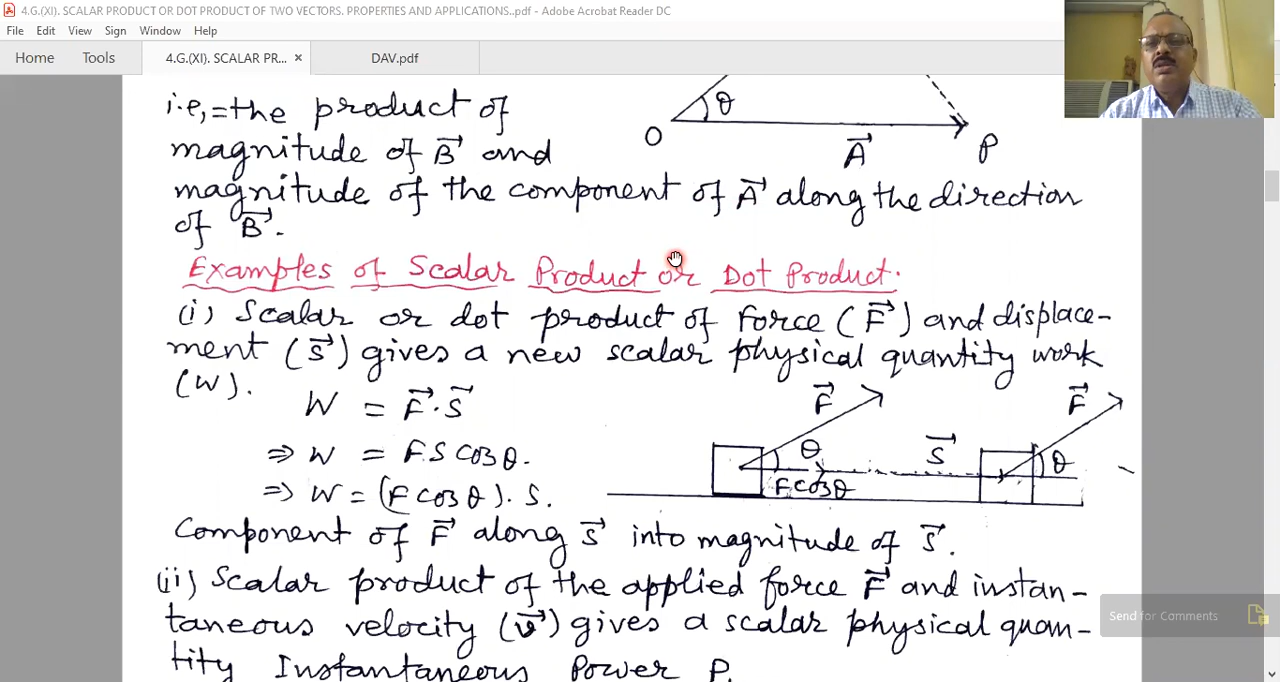 4.G.(XI). SCALAR PRODUCT OR DOT PRODUCT OF TWO VECTORS. PROPERTIES AND APPLICATIONS..pdf - Adobe Acrobat Reader DC
File Edit View Sign Window Help
Home Tools 4.G.(XI). SCALAR PR... × DAV.pdf
i.e, = the product of
magnitude of B⃗ and
magnitude of the component of A⃗ along the direction
of B⃗.
θ
O
A⃗
P
Examples of Scalar Product or Dot Product.
(i) Scalar or dot product of force (F⃗) and displace-
ment (S⃗) gives a new scalar physical quantity work
(W).
W = F⃗.S⃗
⇒ W = F S cosθ.
⇒ W = (F cosθ). S.
F⃗
θ
F cosθ
S⃗
F⃗
θ
Component of F⃗ along S⃗ into magnitude of S⃗.
(ii) Scalar product of the applied force F⃗ and instan-
taneous velocity (v⃗) gives a scalar physical quan-
tity Instantaneous Power P.
Send for Comments